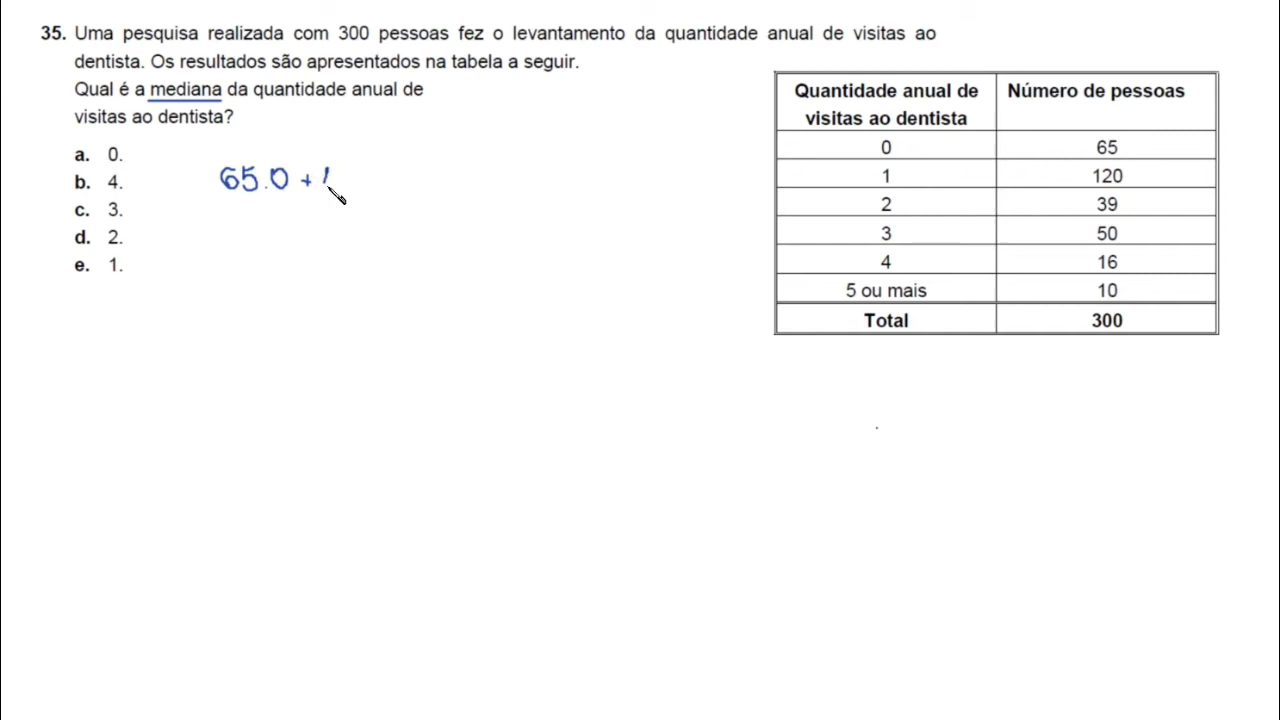 35. Uma pesquisa realizada com 300 pessoas fez o levantamento da quantidade anual de visitas ao
dentista. Os resultados são apresentados na tabela a seguir.
Qual é a mediana da quantidade anual de
visitas ao dentista?
a. 0.
b. 4.
c. 3.
d. 2.
e. 1.
65.0 +
Quantidade anual de visitas ao dentista Número de pessoas
0 65
1 120
2 39
3 50
4 16
5 ou mais 10
Total 300